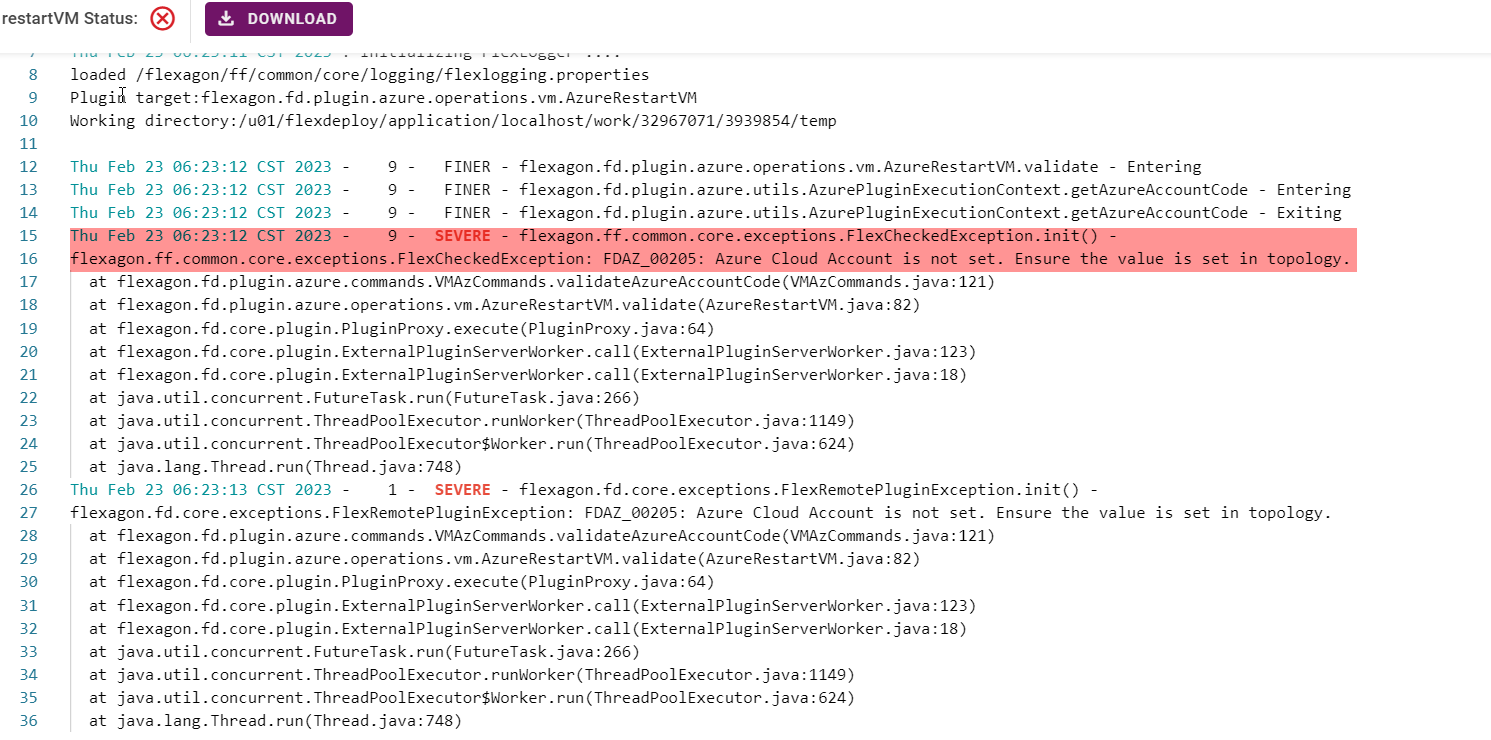 restartVM Status: DOWNLOAD
7 Thu Feb 23 06:23:11 CST 2023 : Initializing FlexLogger ....
8 loaded /flexagon/ff/common/core/logging/flexlogging.properties
9 Plugin target:flexagon.fd.plugin.azure.operations.vm.AzureRestartVM
10 Working directory:/u01/flexdeploy/application/localhost/work/32967071/3939854/temp
11
12 Thu Feb 23 06:23:12 CST 2023 - 9 - FINER - flexagon.fd.plugin.azure.operations.vm.AzureRestartVM.validate - Entering
13 Thu Feb 23 06:23:12 CST 2023 - 9 - FINER - flexagon.fd.plugin.azure.utils.AzurePluginExecutionContext.getAzureAccountCode - Entering
14 Thu Feb 23 06:23:12 CST 2023 - 9 - FINER - flexagon.fd.plugin.azure.utils.AzurePluginExecutionContext.getAzureAccountCode - Exiting
15 Thu Feb 23 06:23:12 CST 2023 - 9 - SEVERE - flexagon.ff.common.core.exceptions.FlexCheckedException.init() -
16 flexagon.ff.common.core.exceptions.FlexCheckedException: FDAZ_00205: Azure Cloud Account is not set. Ensure the value is set in topology.
17 at flexagon.fd.plugin.azure.commands.VMAzCommands.validateAzureAccountCode(VMAzCommands.java:121)
18 at flexagon.fd.plugin.azure.operations.vm.AzureRestartVM.validate(AzureRestartVM.java:82)
19 at flexagon.fd.core.plugin.PluginProxy.execute(PluginProxy.java:64)
20 at flexagon.fd.core.plugin.ExternalPluginServerWorker.call(ExternalPluginServerWorker.java:123)
21 at flexagon.fd.core.plugin.ExternalPluginServerWorker.call(ExternalPluginServerWorker.java:18)
22 at java.util.concurrent.FutureTask.run(FutureTask.java:266)
23 at java.util.concurrent.ThreadPoolExecutor.runWorker(ThreadPoolExecutor.java:1149)
24 at java.util.concurrent.ThreadPoolExecutor$Worker.run(ThreadPoolExecutor.java:624)
25 at java.lang.Thread.run(Thread.java:748)
26 Thu Feb 23 06:23:13 CST 2023 - 1 - SEVERE - flexagon.fd.core.exceptions.FlexRemotePluginException.init() -
27 flexagon.fd.core.exceptions.FlexRemotePluginException: FDAZ_00205: Azure Cloud Account is not set. Ensure the value is set in topology.
28 at flexagon.fd.plugin.azure.commands.VMAzCommands.validateAzureAccountCode(VMAzCommands.java:121)
29 at flexagon.fd.plugin.azure.operations.vm.AzureRestartVM.validate(AzureRestartVM.java:82)
30 at flexagon.fd.core.plugin.PluginProxy.execute(PluginProxy.java:64)
31 at flexagon.fd.core.plugin.ExternalPluginServerWorker.call(ExternalPluginServerWorker.java:123)
32 at flexagon.fd.core.plugin.ExternalPluginServerWorker.call(ExternalPluginServerWorker.java:18)
33 at java.util.concurrent.FutureTask.run(FutureTask.java:266)
34 at java.util.concurrent.ThreadPoolExecutor.runWorker(ThreadPoolExecutor.java:1149)
35 at java.util.concurrent.ThreadPoolExecutor$Worker.run(ThreadPoolExecutor.java:624)
36 at java.lang.Thread.run(Thread.java:748)